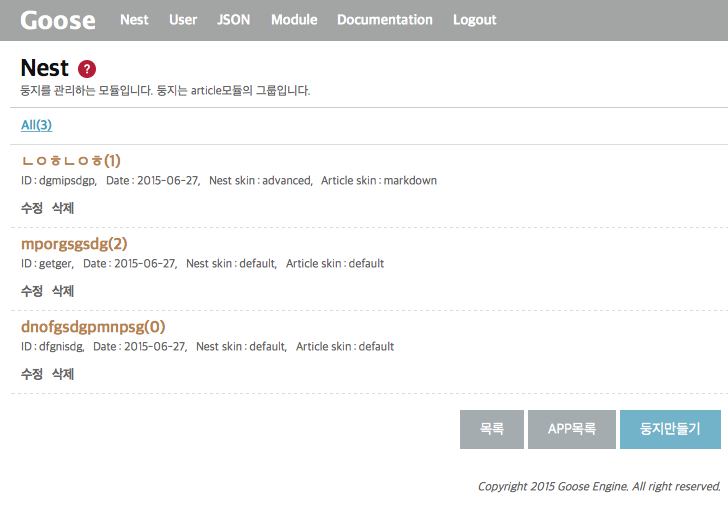 Goose Nest User JSON Module Documentation Logout
Nest ?
둥지를 관리하는 모듈입니다. 둥지는 article모듈의 그룹입니다.
All(3)
ㄴㅇㅎㄴㅇㅎ(1)
ID : dgmipsdgp, Date : 2015-06-27, Nest skin : advanced, Article skin : markdown
수정 삭제
mporgsgsdg(2)
ID : getger, Date : 2015-06-27, Nest skin : default, Article skin : default
수정 삭제
dnofgsdgpmnpsg(0)
ID : dfgnisdg, Date : 2015-06-27, Nest skin : default, Article skin : default
수정 삭제
목록 APP목록 둥지만들기
Copyright 2015 Goose Engine. All right reserved.